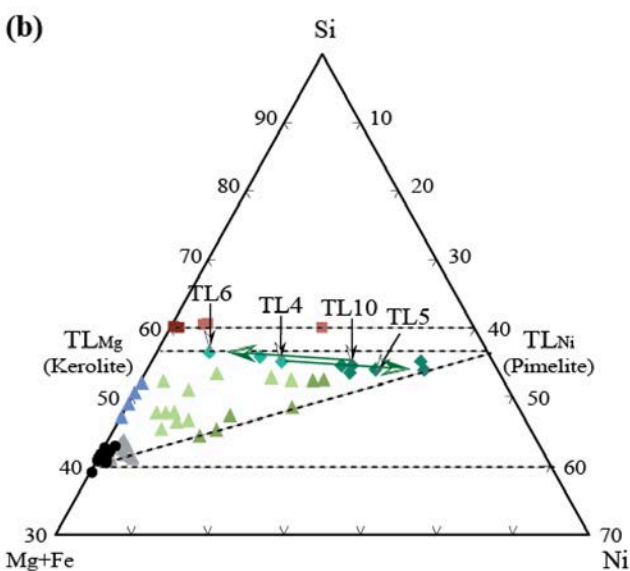 (b)
Si
90
10
80
20
70
30
TL6
TL4
TL10
TL5
60
40
TLMg
(Kerolite)
TLNi
(Pimelite)
50
50
40
60
30
70
Mg+Fe
Ni